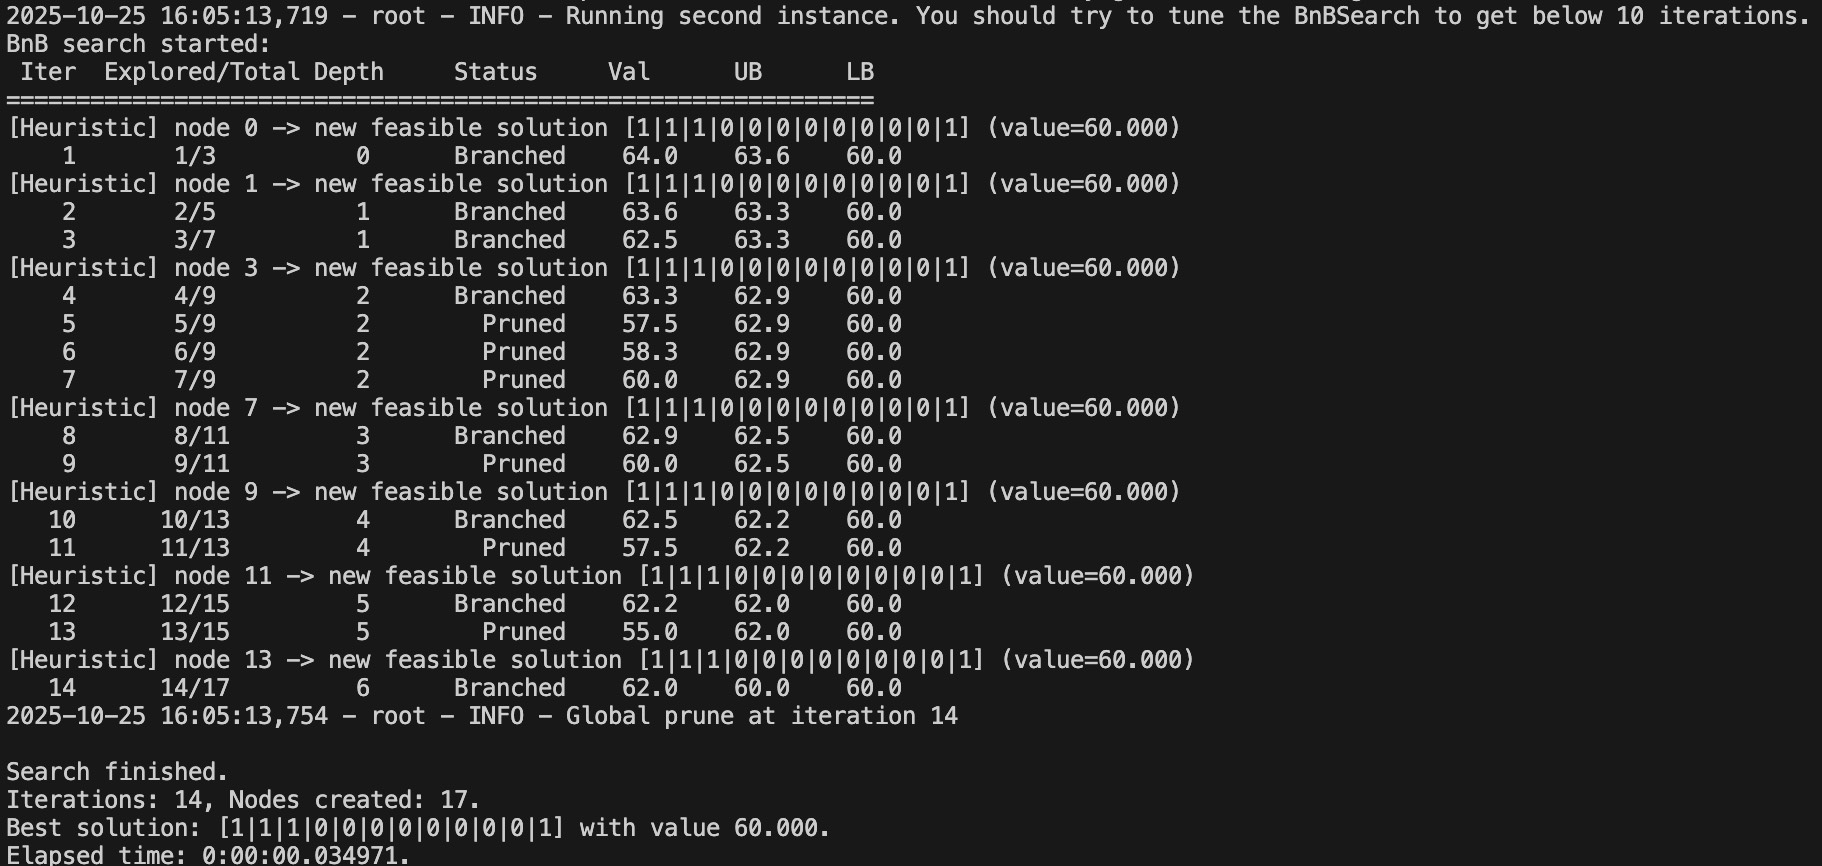 2025-10-25 16:05:13,719 - root - INFO - Running second instance. You should try to tune the BnBSearch to get below 10 iterations.
BnB search started:
 Iter  Explored/Total Depth     Status     Val      UB      LB
==============================================================
[Heuristic] node 0 -> new feasible solution [1|1|1|0|0|0|0|0|0|0|0|1] (value=60.000)
    1       1/3          0      Branched    64.0    63.6    60.0
[Heuristic] node 1 -> new feasible solution [1|1|1|0|0|0|0|0|0|0|0|1] (value=60.000)
    2       2/5          1      Branched    63.6    63.3    60.0
    3       3/7          1      Branched    62.5    63.3    60.0
[Heuristic] node 3 -> new feasible solution [1|1|1|0|0|0|0|0|0|0|0|1] (value=60.000)
    4       4/9          2      Branched    63.3    62.9    60.0
    5       5/9          2        Pruned    57.5    62.9    60.0
    6       6/9          2        Pruned    58.3    62.9    60.0
    7       7/9          2        Pruned    60.0    62.9    60.0
[Heuristic] node 7 -> new feasible solution [1|1|1|0|0|0|0|0|0|0|0|1] (value=60.000)
    8       8/11         3      Branched    62.9    62.5    60.0
    9       9/11         3        Pruned    60.0    62.5    60.0
[Heuristic] node 9 -> new feasible solution [1|1|1|0|0|0|0|0|0|0|0|1] (value=60.000)
   10      10/13         4      Branched    62.5    62.2    60.0
   11      11/13         4        Pruned    57.5    62.2    60.0
[Heuristic] node 11 -> new feasible solution [1|1|1|0|0|0|0|0|0|0|0|1] (value=60.000)
   12      12/15         5      Branched    62.2    62.0    60.0
   13      13/15         5        Pruned    55.0    62.0    60.0
[Heuristic] node 13 -> new feasible solution [1|1|1|0|0|0|0|0|0|0|0|1] (value=60.000)
   14      14/17         6      Branched    62.0    60.0    60.0
2025-10-25 16:05:13,754 - root - INFO - Global prune at iteration 14
Search finished.
Iterations: 14, Nodes created: 17.
Best solution: [1|1|1|0|0|0|0|0|0|0|0|1] with value 60.000.
Elapsed time: 0:00:00.034971.